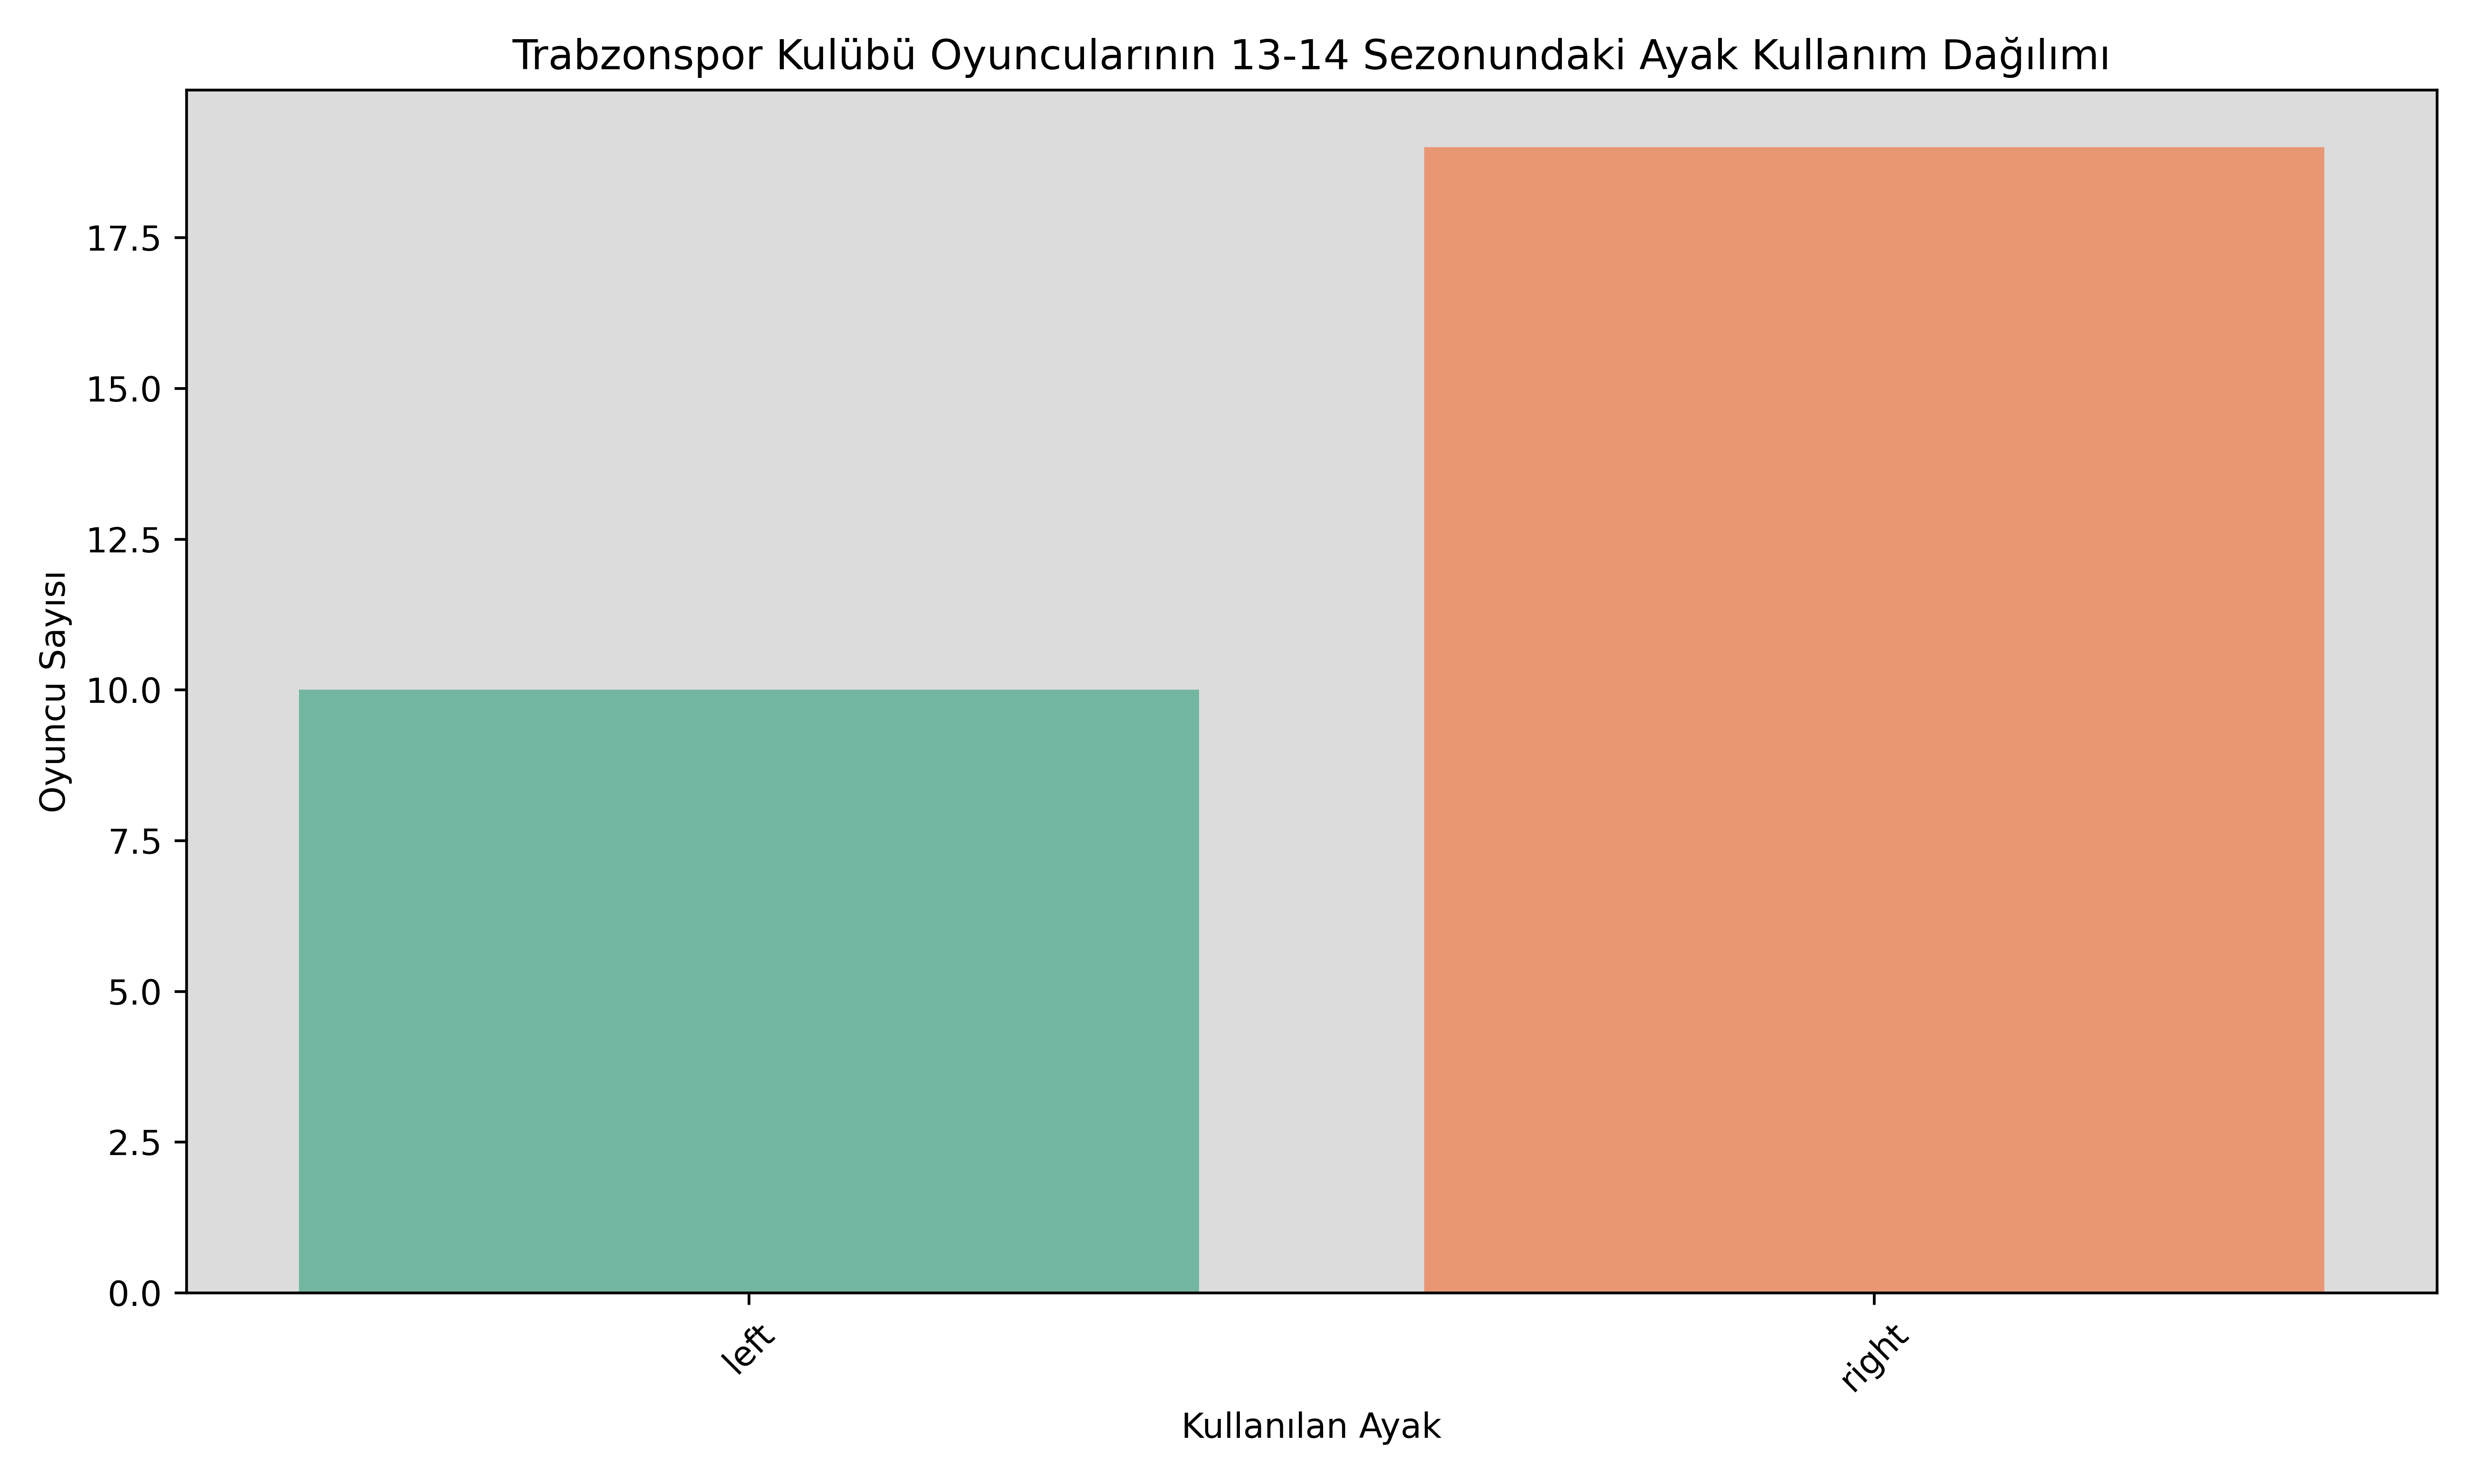 Trabzonspor Kulübü Oyuncularının 13-14 Sezonundaki Ayak Kullanım Dağılımı
Oyuncu Sayısı
17.5
15.0
12.5
10.0
7.5
5.0
2.5
0.0
left
right
Kullanılan Ayak